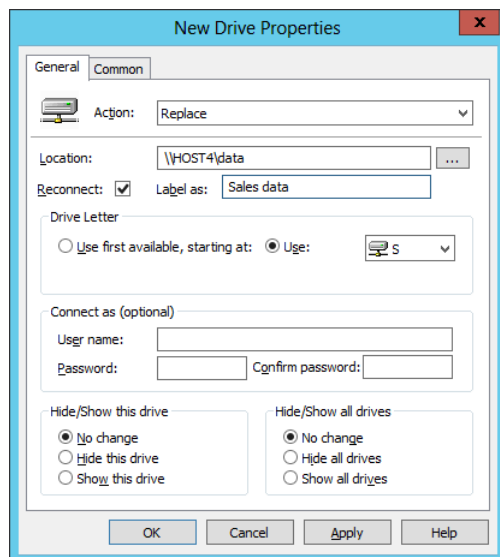 New Drive Properties
x
General Common
Action: Replace
Location: \\HOST4\data ...
Reconnect: Label as: Sales data
Drive Letter
Use first available, starting at: Use: S
Connect as (optional)
User name:
Password: Confirm password:
Hide/Show this drive Hide/Show all drives
No change No change
Hide this drive Hide all drives
Show this drive Show all drives
OK Cancel Apply Help